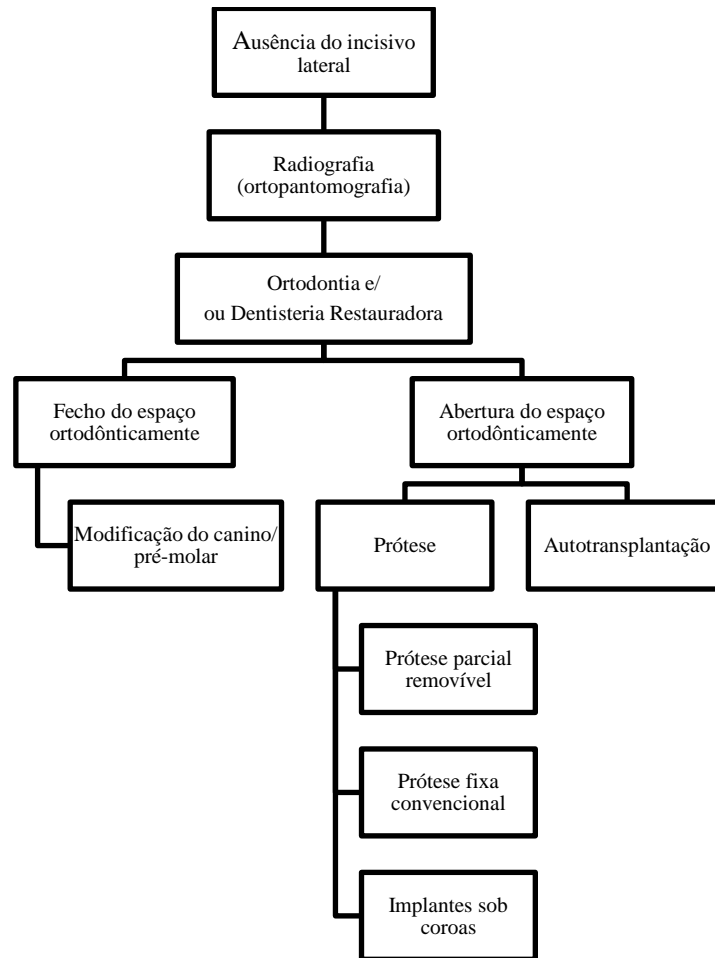 Ausência do incisivo
lateral
Radiografia
(ortopantomografia)
Ortodontia e/
ou Dentisteria Restauradora
Fecho do espaço
ortodônticamente
Abertura do espaço
ortodônticamente
Modificação do canino/
pré-molar
Prótese
Autotransplantação
Prótese parcial
removível
Prótese fixa
convencional
Implantes sob
coroas